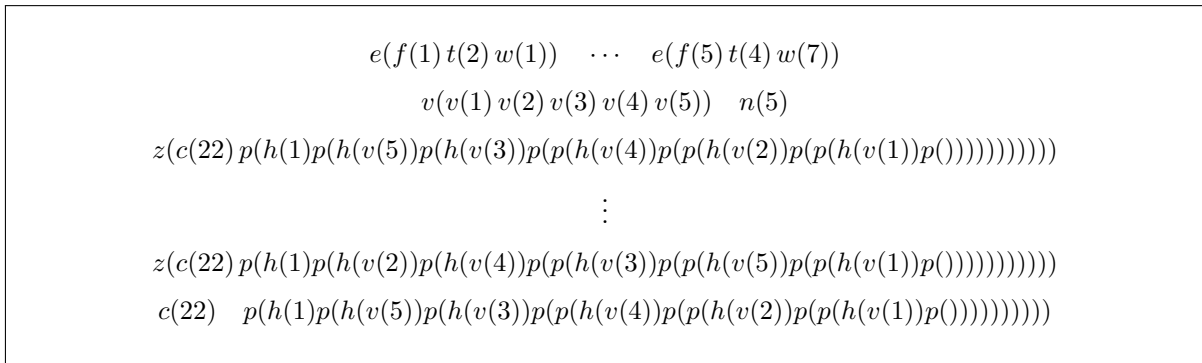 e(f(1) t(2) w(1)) ⋯ e(f(5) t(4) w(7))
v(v(1) v(2) v(3) v(4) v(5)) n(5)
z(c(22) p(h(1)p(h(v(5))p(h(v(3))p(p(h(v(4))p(p(h(v(2))p(p(h(v(1))p()))))))))))
⋮
z(c(22) p(h(1)p(h(v(2))p(h(v(4))p(p(h(v(3))p(p(h(v(5))p(p(h(v(1))p()))))))))))
c(22) p(h(1)p(h(v(5))p(h(v(3))p(p(h(v(4))p(p(h(v(2))p(p(h(v(1))p()))))))))))